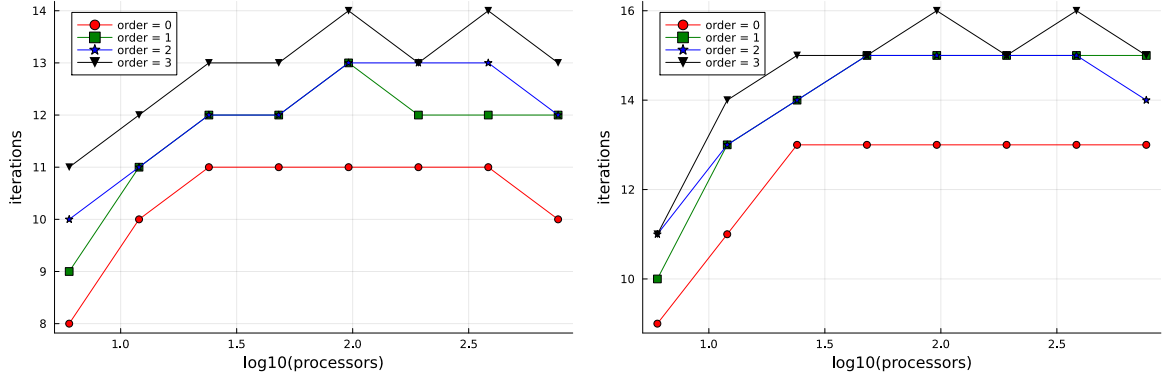 14
13
12
11
10
9
8
iterations
order = 0
order = 1
order = 2
order = 3
1.0
1.5
2.0
2.5
log10(processors)
16
14
12
10
iterations
order = 0
order = 1
order = 2
order = 3
1.0
1.5
2.0
2.5
log10(processors)